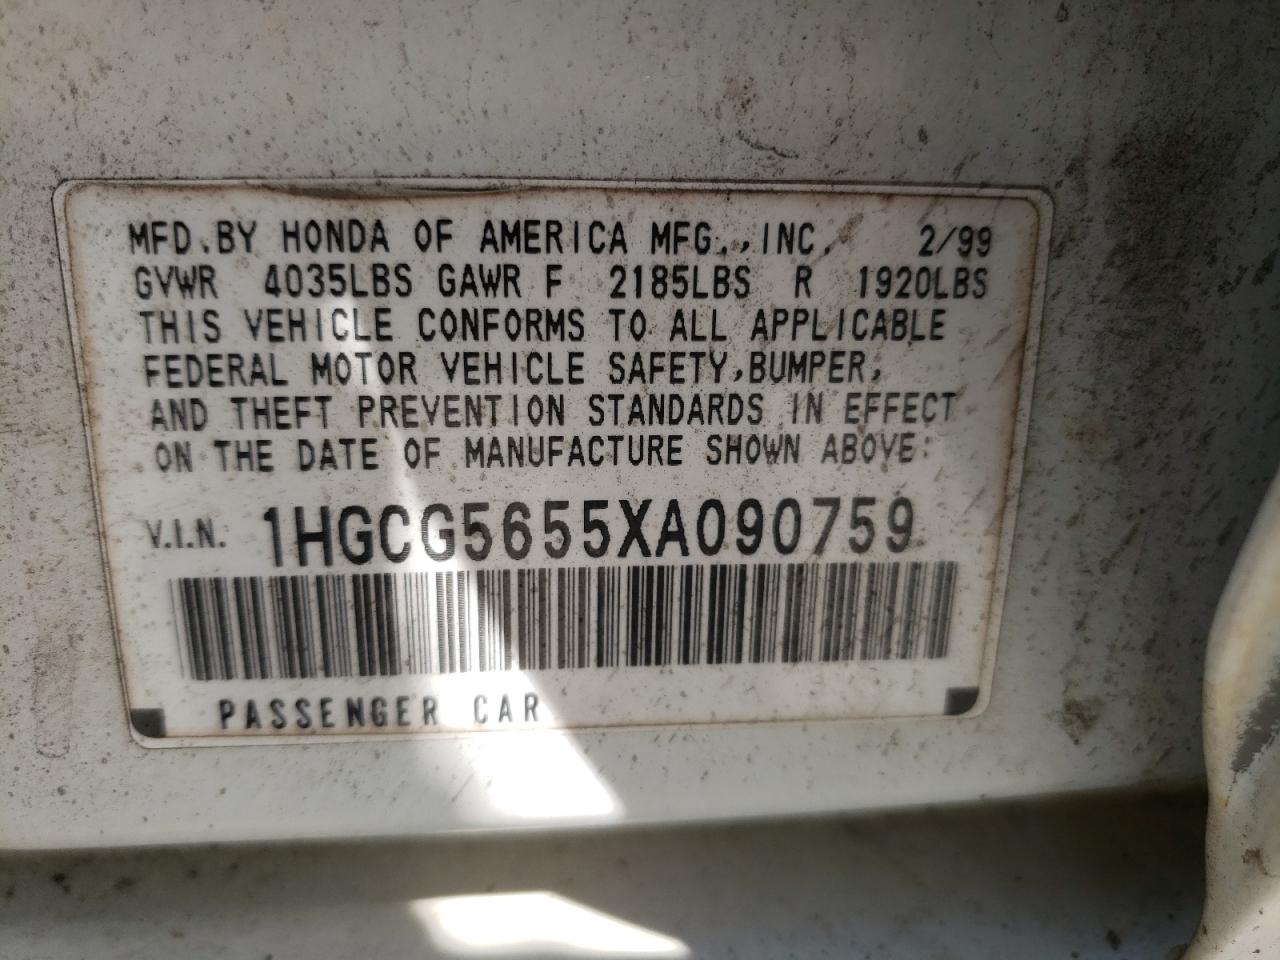 MFD.BY HONDA OF AMERICA MFG.,INC. 2/99
GVWR 4035LBS GAWR F 2185LBS R 1920LBS
THIS VEHICLE CONFORMS TO ALL APPLICABLE
FEDERAL MOTOR VEHICLE SAFETY,BUMPER,
AND THEFT PREVENTION STANDARDS IN EFFECT
ON THE DATE OF MANUFACTURE SHOWN ABOVE:
V.I.N. 1HGCG5655XA090759
PASSENGER CAR